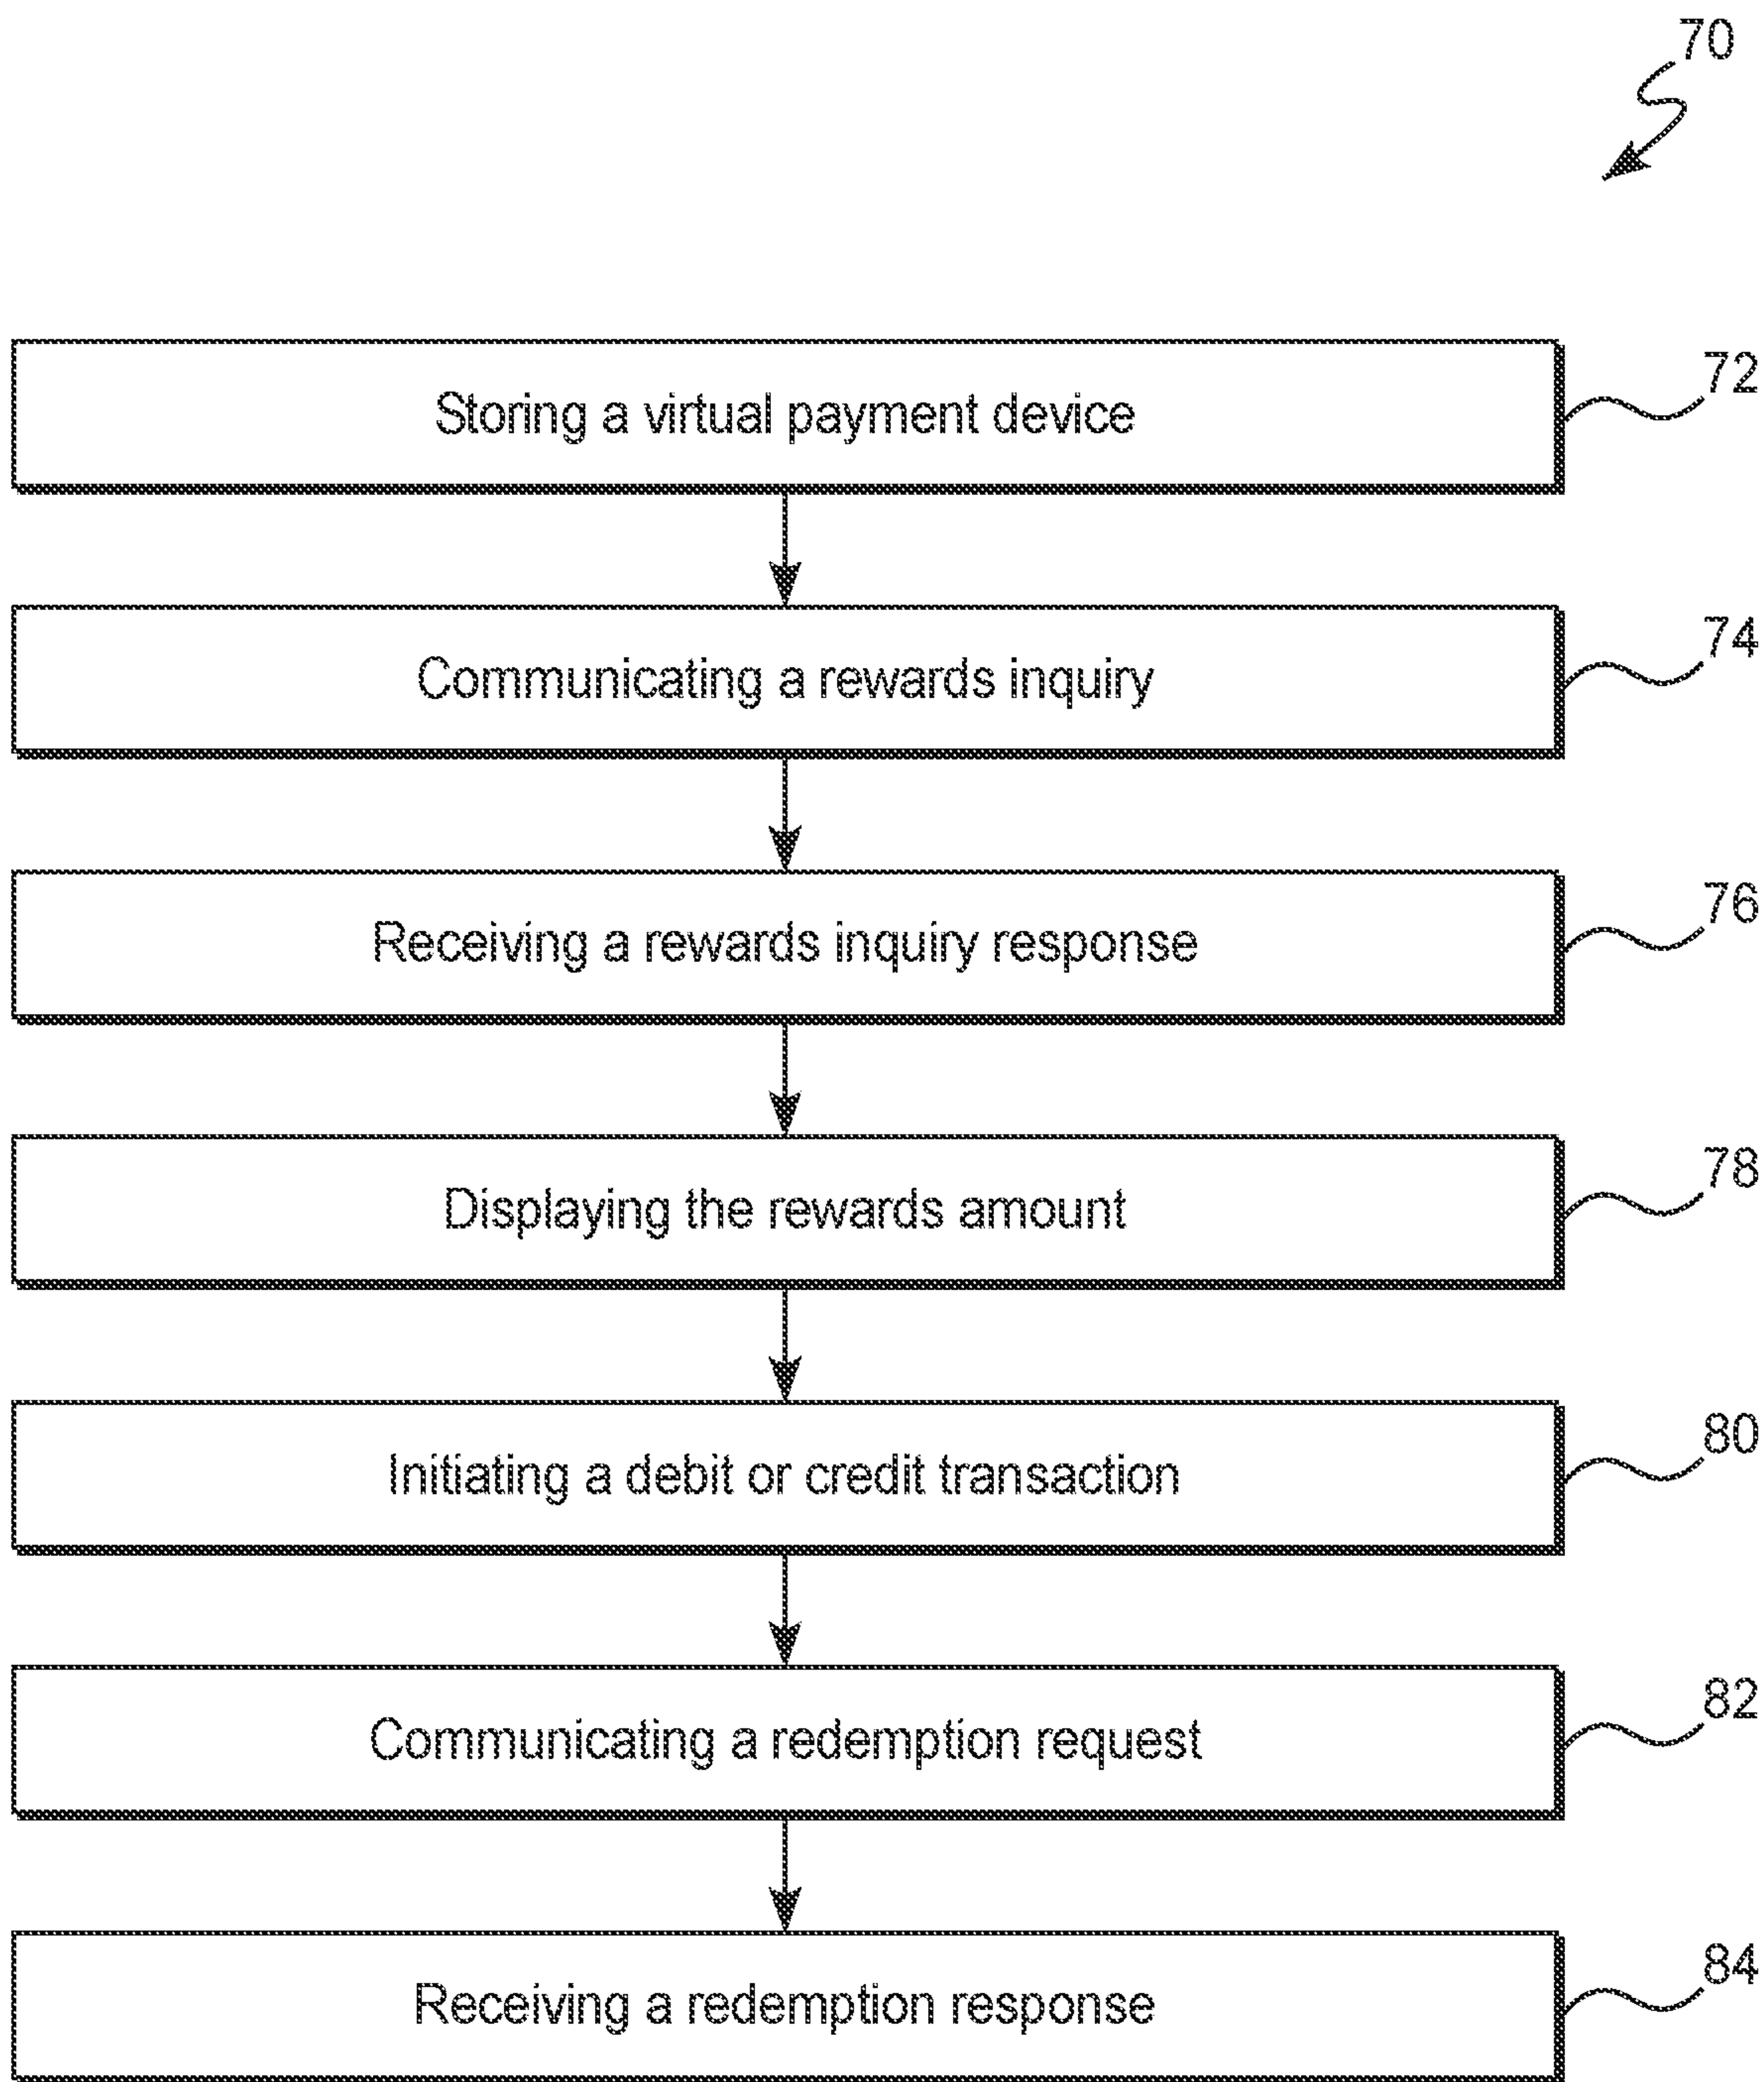 70
Storing a virtual payment device
72
Communicating a rewards inquiry
74
Receiving a rewards inquiry response
76
Displaying the rewards amount
78
Initiating a debit or credit transaction
80
Communicating a redemption request
82
Receiving a redemption response
84